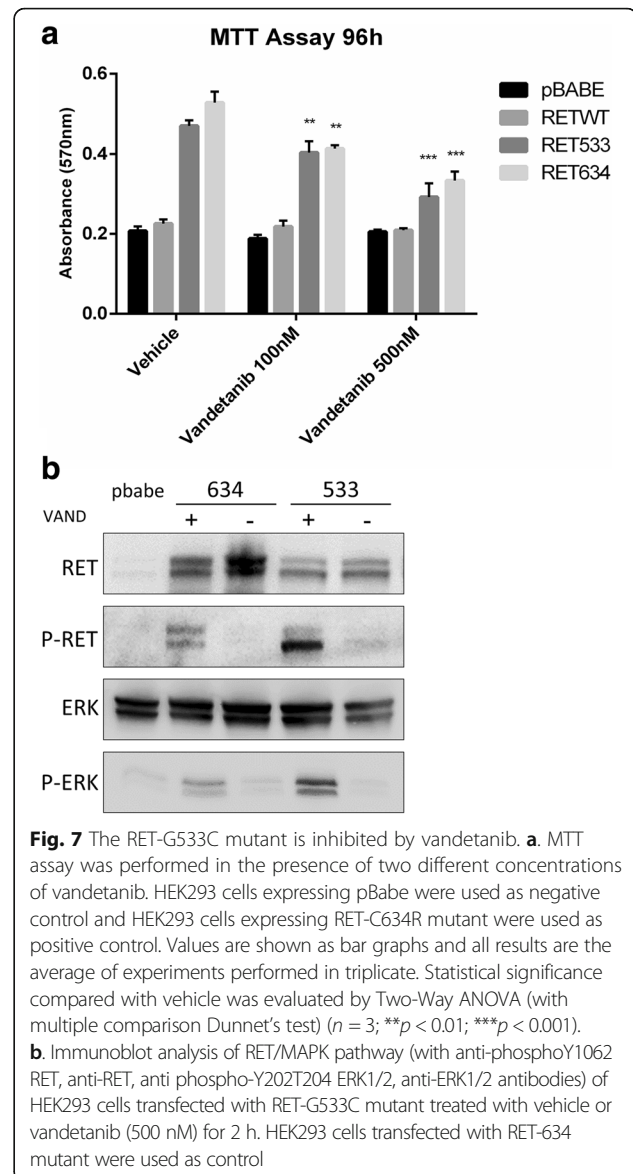 a
MTT Assay 96h
Absorbance (570nm)
0.6
0.4
0.2
0.0
** **
*** ***
Vehicle
Vandetanib 100nM
Vandetanib 500nM
pBABE
RETWT
RET533
RET634
b
pbabe 634 533
VAND + - + -
RET
P-RET
ERK
P-ERK
Fig. 7 The RET-G533C mutant is inhibited by vandetanib. a. MTT
assay was performed in the presence of two different concentrations
of vandetanib. HEK293 cells expressing pBabe were used as negative
control and HEK293 cells expressing RET-C634R mutant were used as
positive control. Values are shown as bar graphs and all results are the
average of experiments performed in triplicate. Statistical significance
compared with vehicle was evaluated by Two-Way ANOVA (with
multiple comparison Dunnet's test) (n = 3; **p < 0.01; ***p < 0.001).
b. Immunoblot analysis of RET/MAPK pathway (with anti-phosphoY1062
RET, anti-RET, anti phospho-Y202T204 ERK1/2, anti-ERK1/2 antibodies) of
HEK293 cells transfected with RET-G533C mutant treated with vehicle or
vandetanib (500 nM) for 2 h. HEK293 cells transfected with RET-634
mutant were used as control